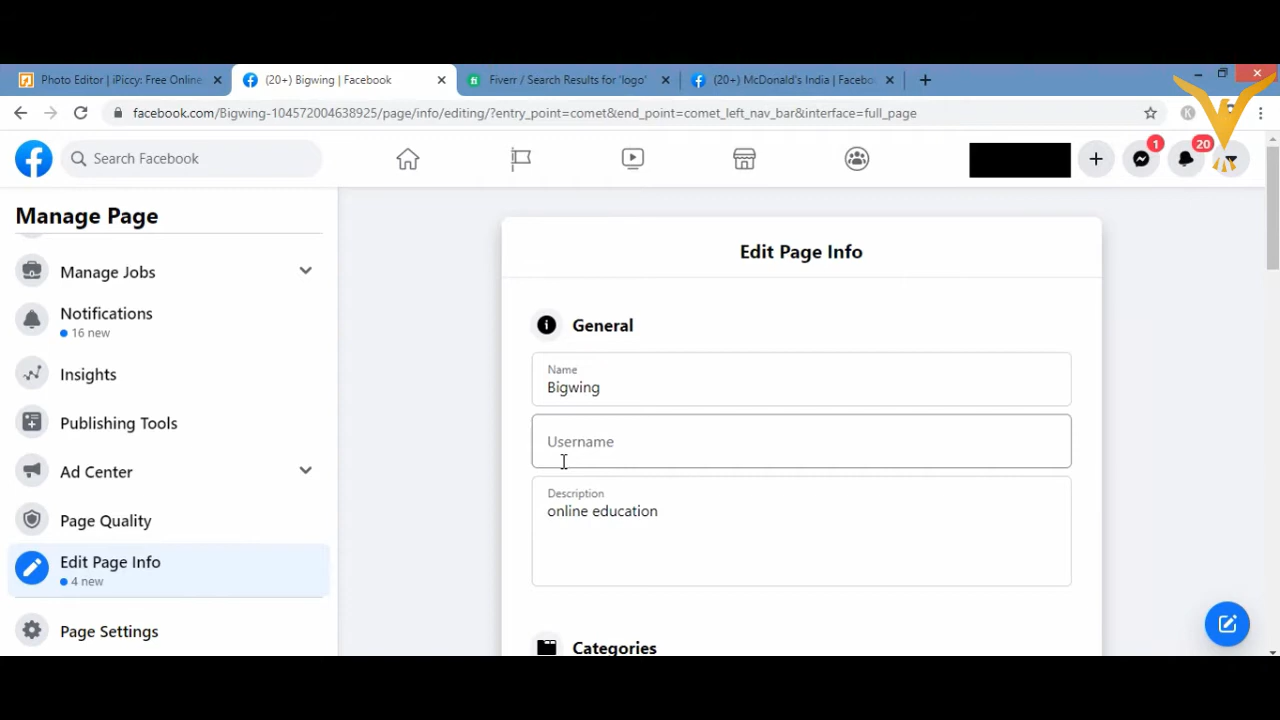 Photo Editor | iPiccy: Free Online
(20+) Bigwing | Facebook
Fiverr / Search Results for 'logo'
(20+) McDonald's India | Facebo
facebook.com/Bigwing-104572004638925/page/info/editing/?entry_point=comet&end_point=comet_left_nav_bar&interface=full_page
K
Search Facebook
1
20
Manage Page
Manage Jobs
Notifications
16 new
Insights
Publishing Tools
Ad Center
Page Quality
Edit Page Info
4 new
Page Settings
Edit Page Info
General
Name
Bigwing
Username
Description
online education
Categories